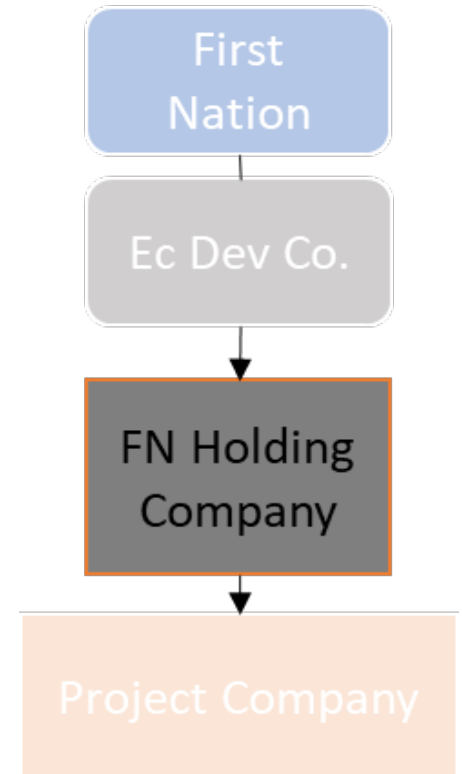 First
Nation
Ec Dev Co.
FN Holding
Company
Project Company